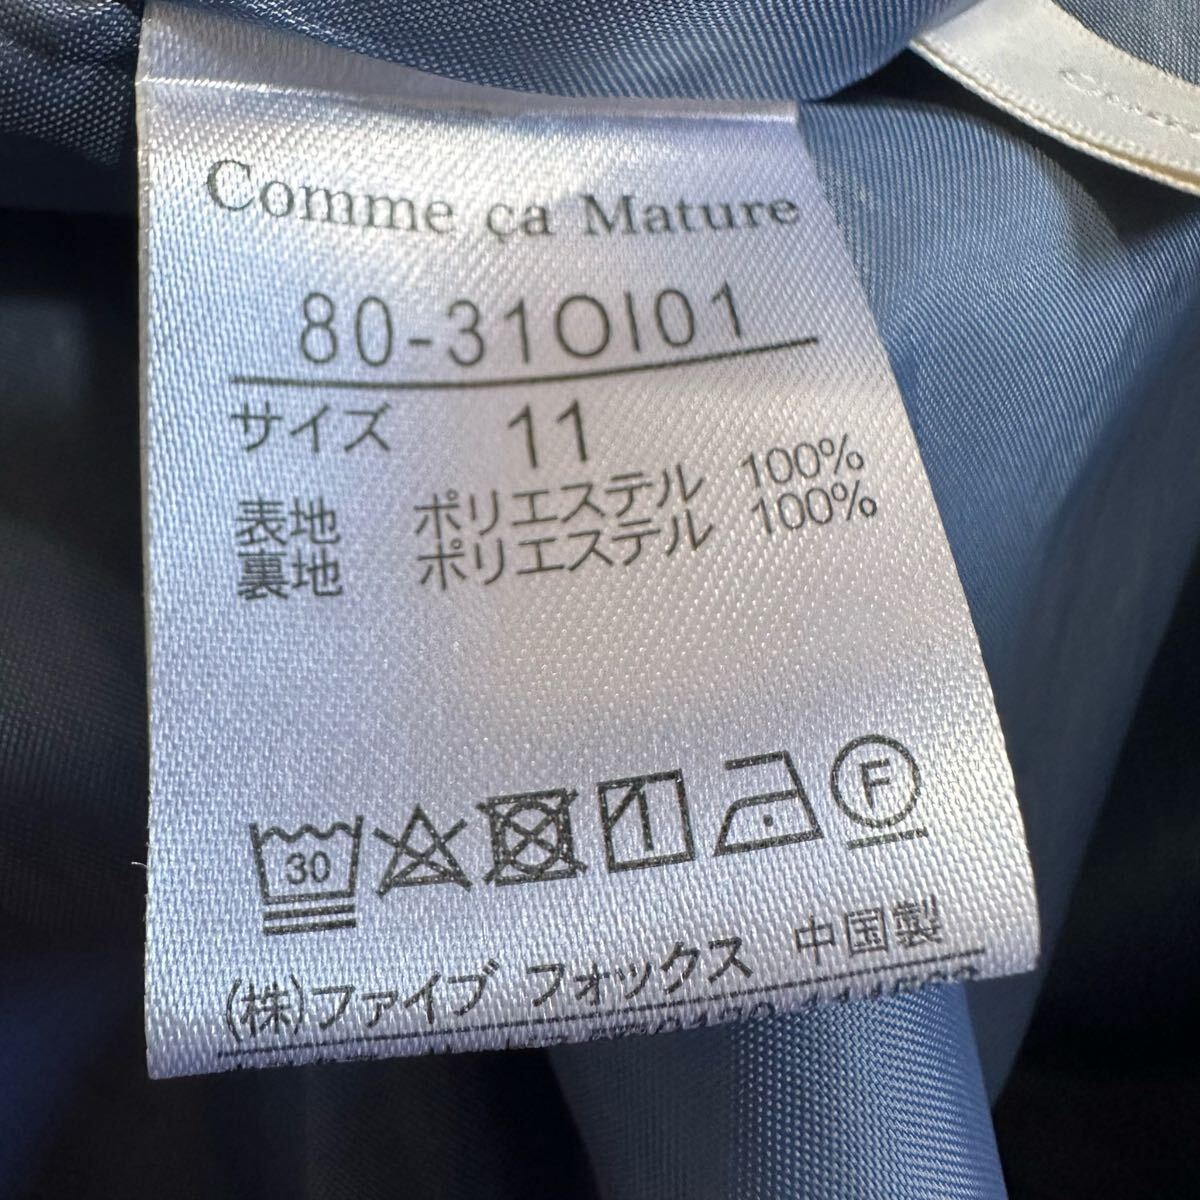 Comme ça Mature
80-31OI01
サイズ 11
表地 ポリエステル 100%
裏地 ポリエステル 100%
30
F
(株)ファイブ フォックス 中国製